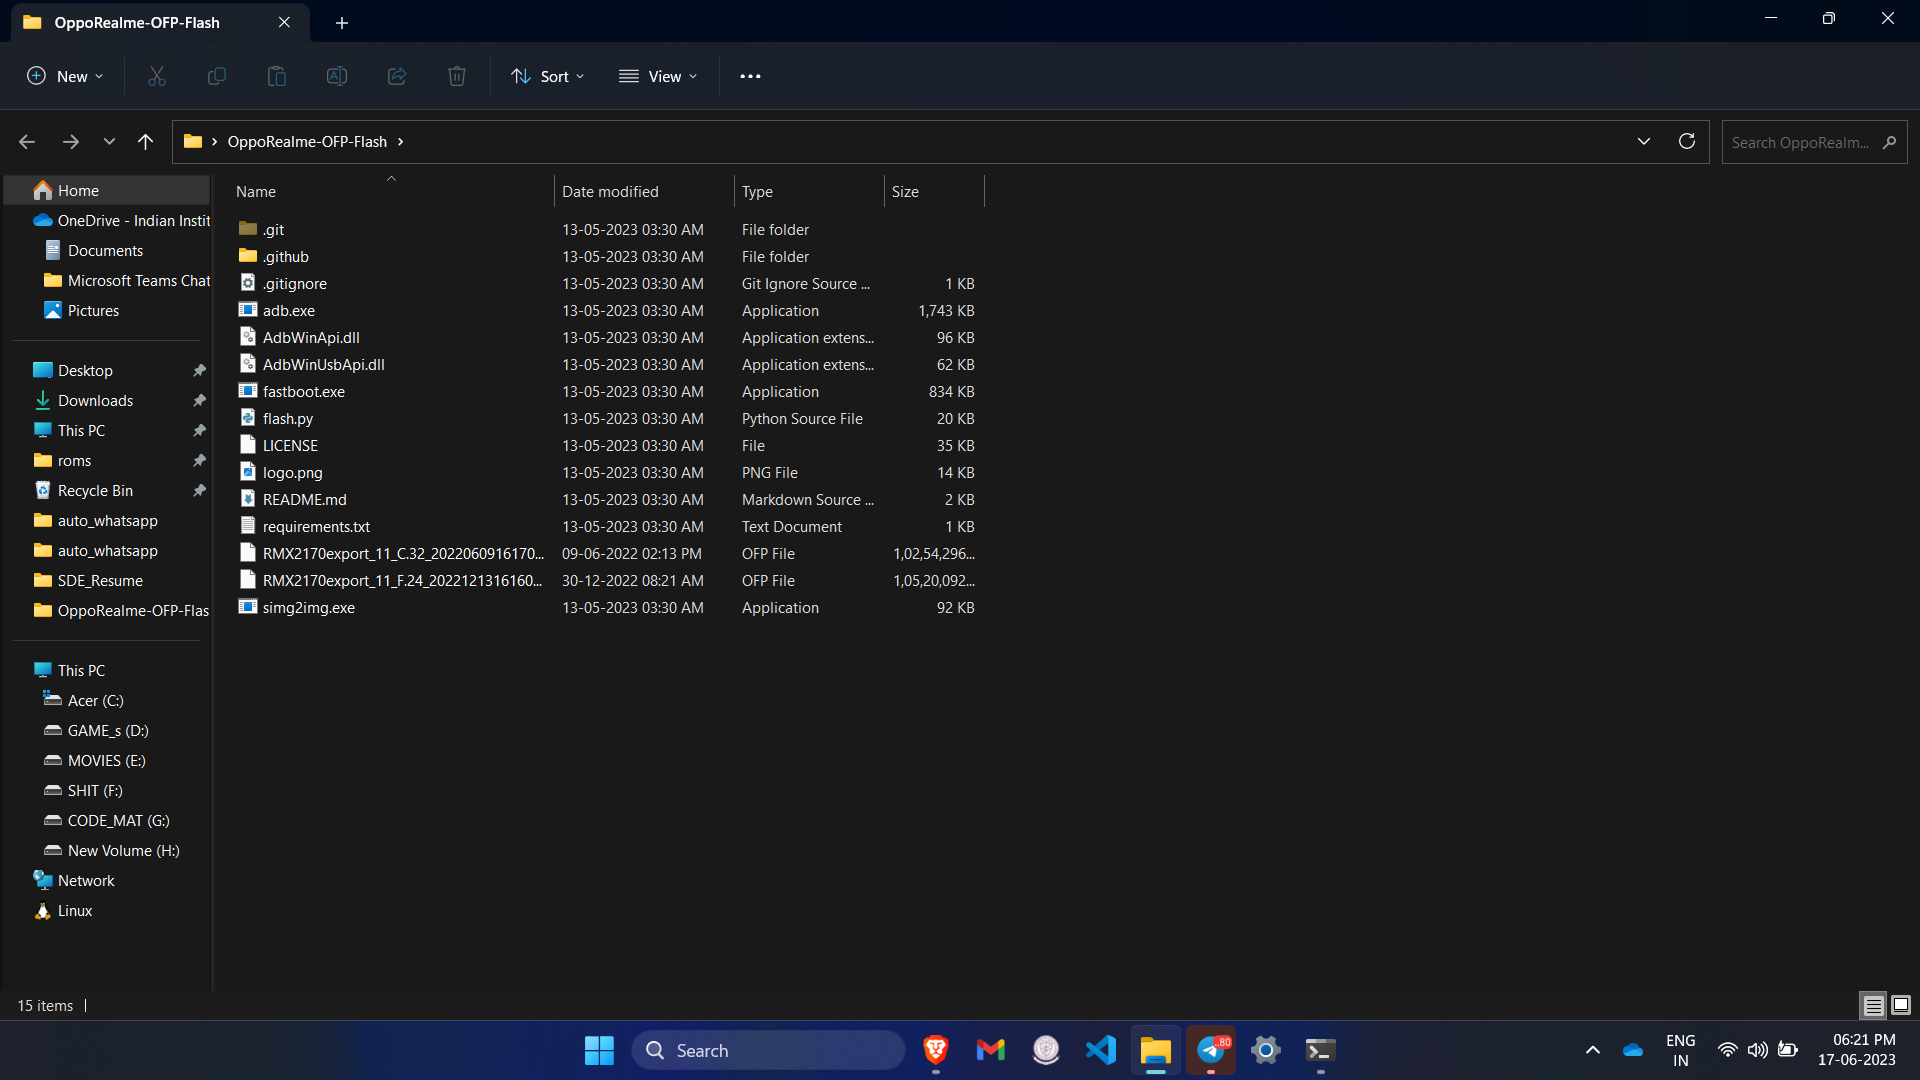 OppoRealme-OFP-Flash
New
Sort
View
OppoRealme-OFP-Flash
Search OppoRealm...
Home
OneDrive - Indian Instit
Documents
Microsoft Teams Chat
Pictures
Desktop
Downloads
This PC
roms
Recycle Bin
auto_whatsapp
auto_whatsapp
SDE_Resume
OppoRealme-OFP-Flas
This PC
Acer (C:)
GAME_s (D:)
MOVIES (E:)
SHIT (F:)
CODE_MAT (G:)
New Volume (H:)
Network
Linux
Name Date modified Type Size
.git 13-05-2023 03:30 AM File folder
.github 13-05-2023 03:30 AM File folder
.gitignore 13-05-2023 03:30 AM Git Ignore Source ... 1 KB
adb.exe 13-05-2023 03:30 AM Application 1,743 KB
AdbWinApi.dll 13-05-2023 03:30 AM Application extens... 96 KB
AdbWinUsbApi.dll 13-05-2023 03:30 AM Application extens... 62 KB
fastboot.exe 13-05-2023 03:30 AM Application 834 KB
flash.py 13-05-2023 03:30 AM Python Source File 20 KB
LICENSE 13-05-2023 03:30 AM File 35 KB
logo.png 13-05-2023 03:30 AM PNG File 14 KB
README.md 13-05-2023 03:30 AM Markdown Source ... 2 KB
requirements.txt 13-05-2023 03:30 AM Text Document 1 KB
RMX2170export_11_C.32_2022060916170... 09-06-2022 02:13 PM OFP File 1,02,54,296...
RMX2170export_11_F.24_2022121316160... 30-12-2022 08:21 AM OFP File 1,05,20,092...
simg2img.exe 13-05-2023 03:30 AM Application 92 KB
15 items
Search
.80
ENG
IN
06:21 PM
17-06-2023